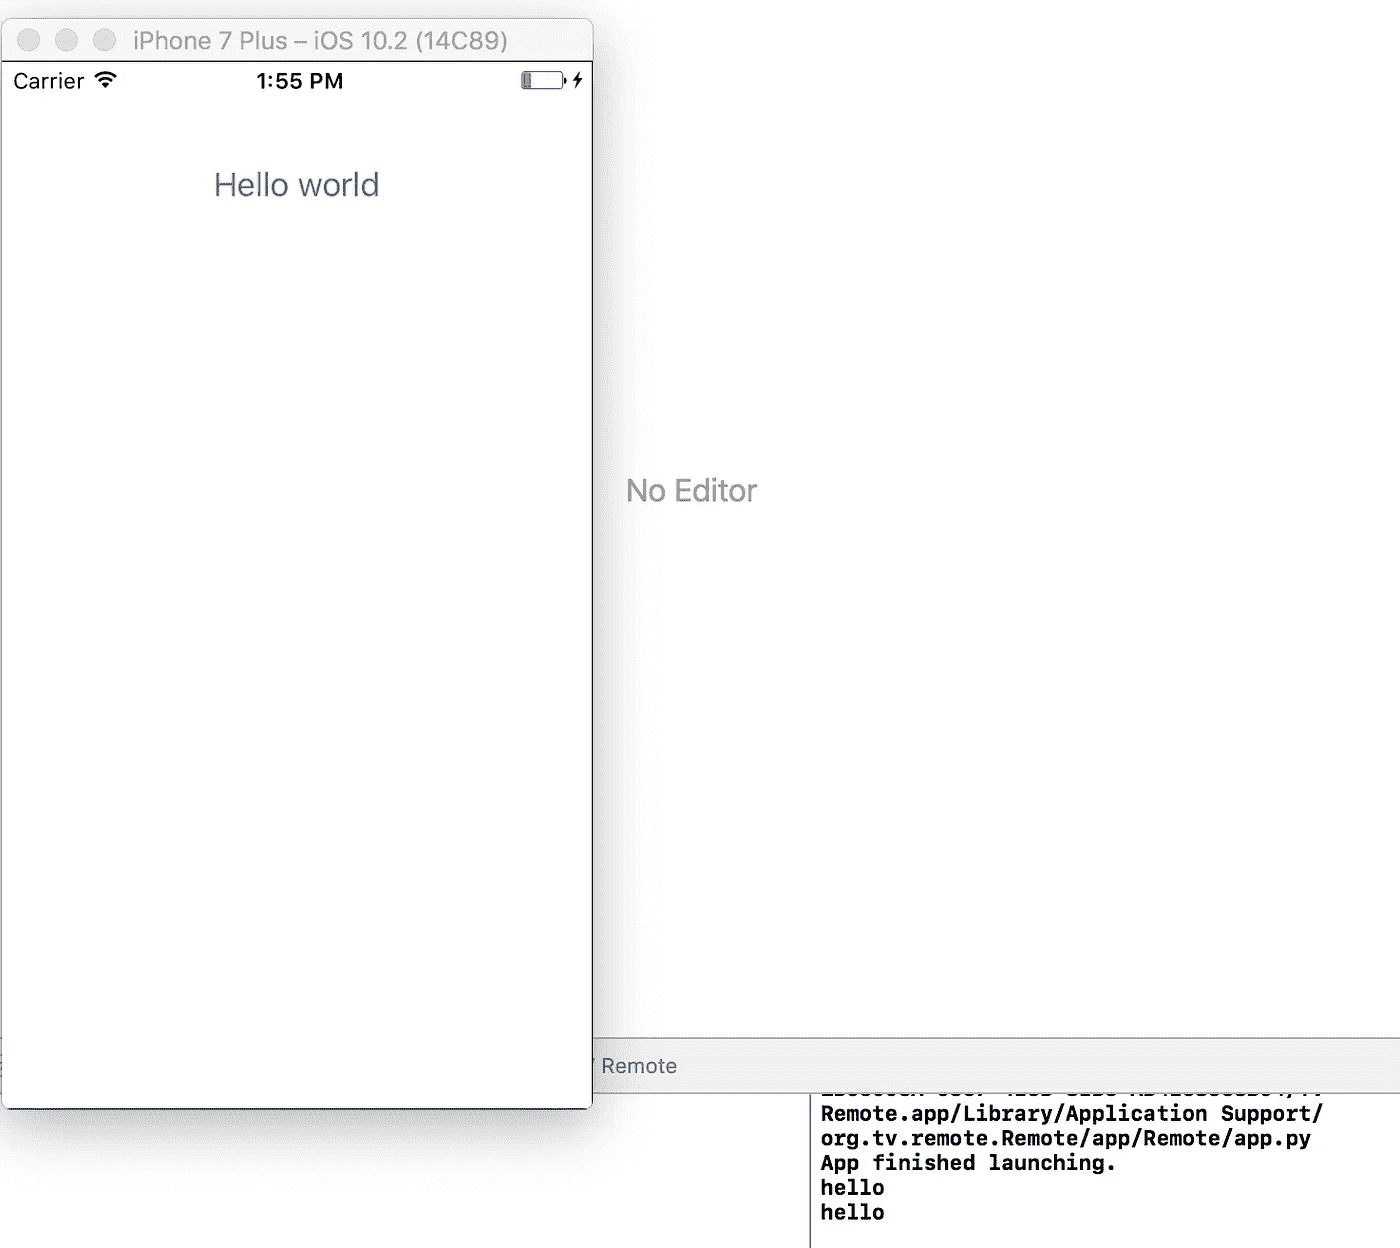 iPhone 7 Plus – iOS 10.2 (14C89)
Carrier 1:55 PM
Hello world
No Editor
Remote
Remote.app/Library/Application Support/
org.tv.remote.Remote/app/Remote/app.py
App finished launching.
hello
hello